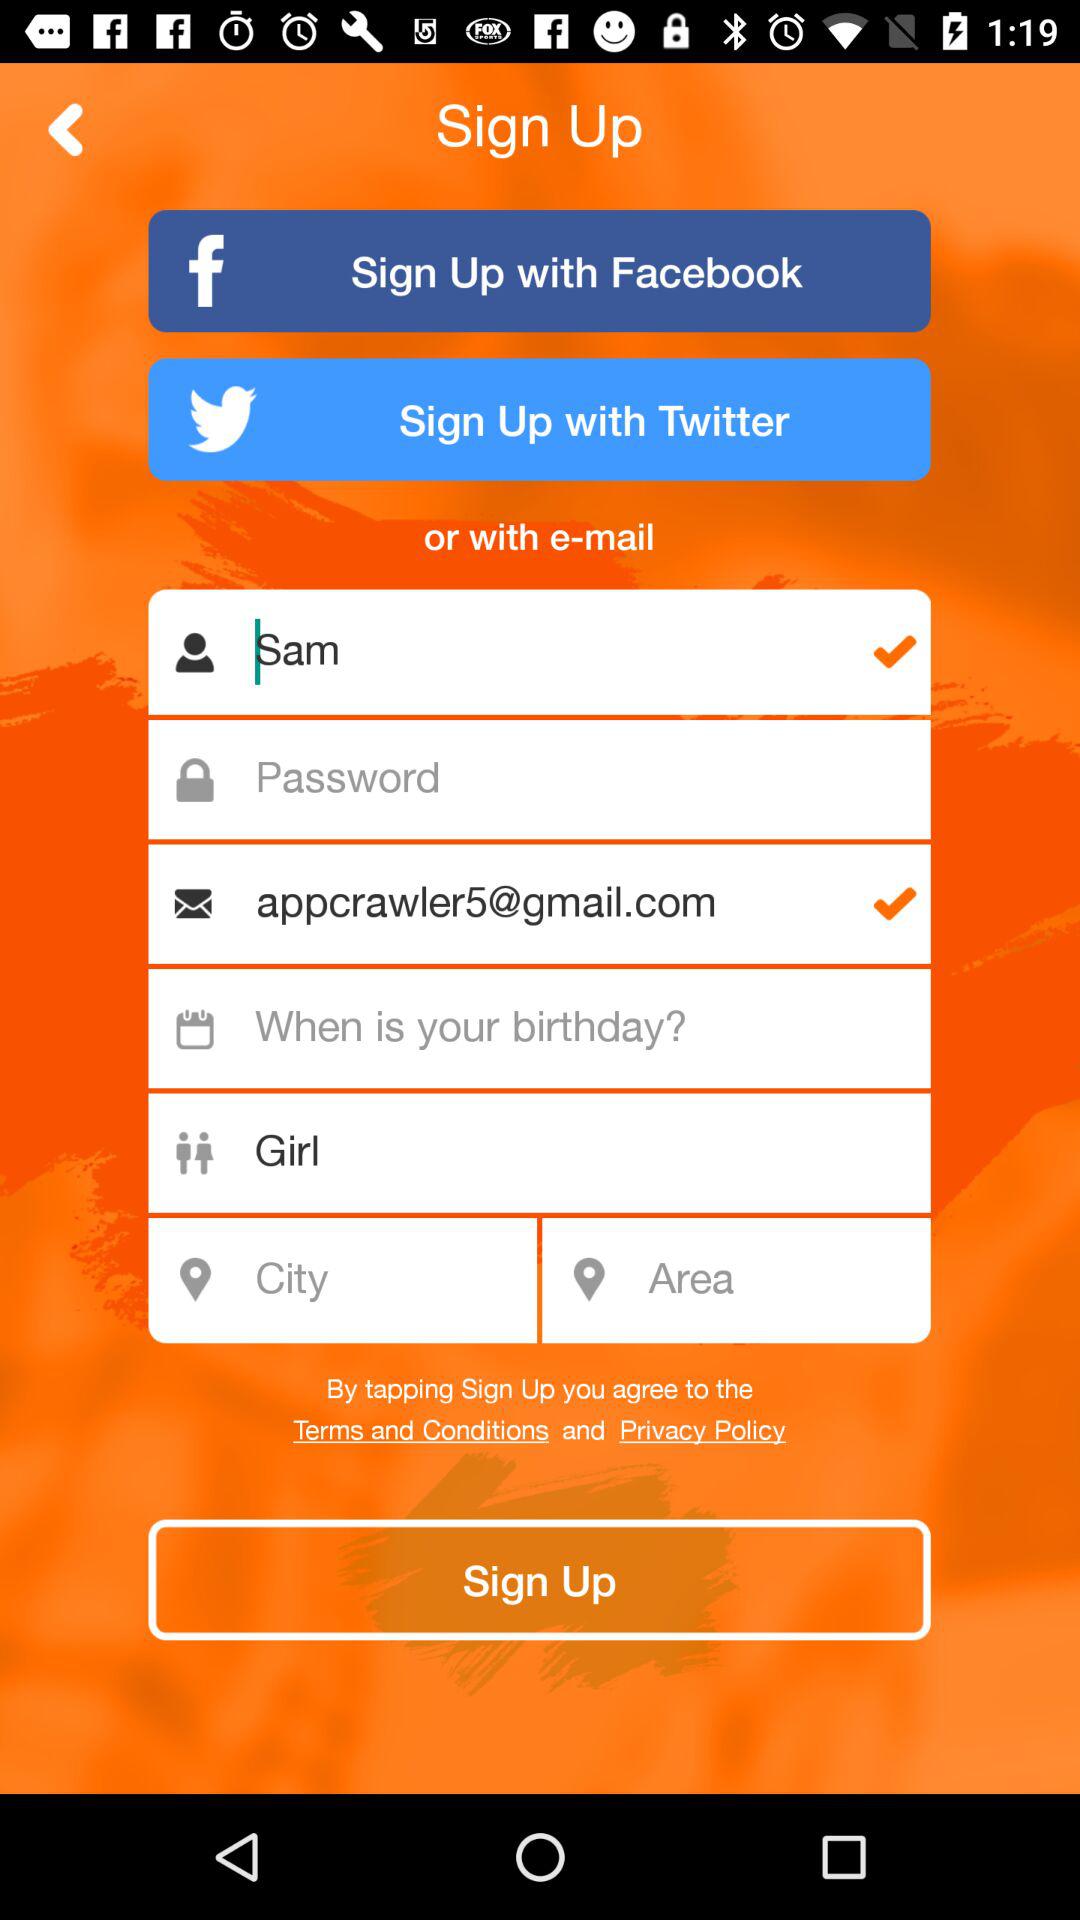 1:19
Sign Up
f Sign Up with Facebook
Sign Up with Twitter
or with e-mail
Sam
Password
appcrawler5@gmail.com
When is your birthday?
Girl
City Area
By tapping Sign Up you agree to the
Terms and Conditions and Privacy Policy
Sign Up